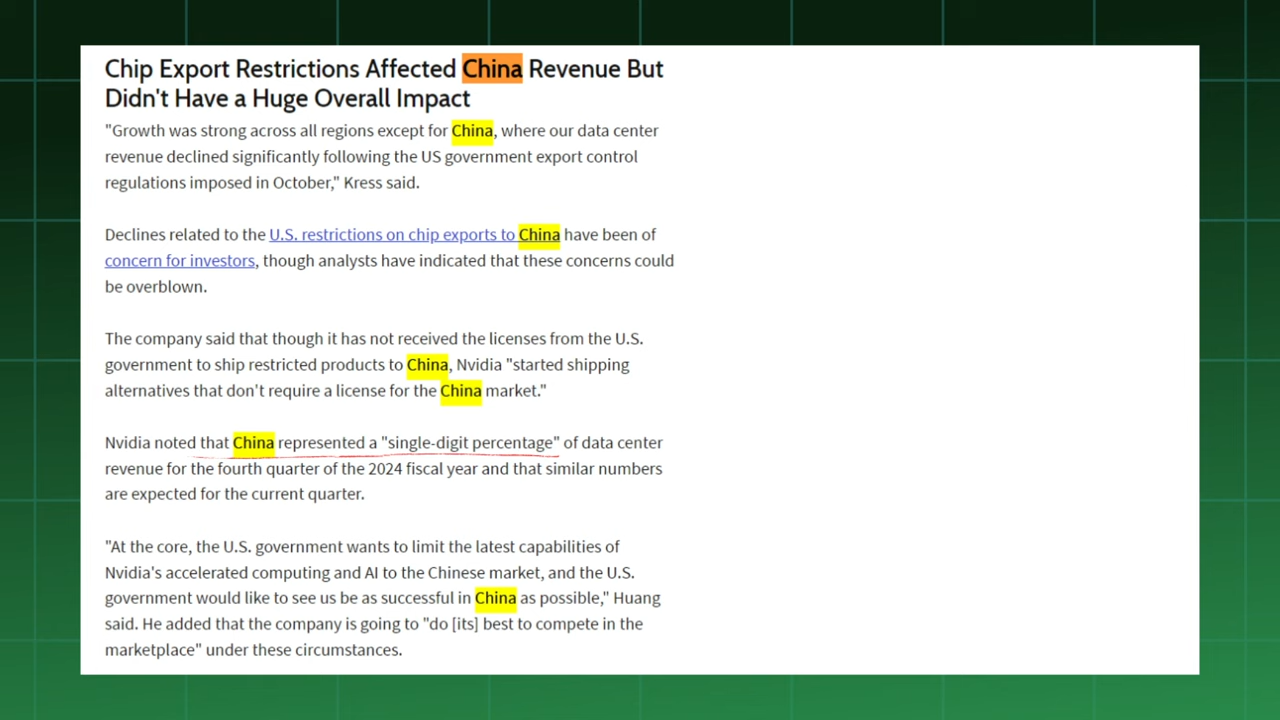 Chip Export Restrictions Affected China Revenue But
Didn't Have a Huge Overall Impact
"Growth was strong across all regions except for China, where our data center
revenue declined significantly following the US government export control
regulations imposed in October," Kress said.
Declines related to the U.S. restrictions on chip exports to China have been of
concern for investors, though analysts have indicated that these concerns could
be overblown.
The company said that though it has not received the licenses from the U.S.
government to ship restricted products to China, Nvidia "started shipping
alternatives that don't require a license for the China market."
Nvidia noted that China represented a "single-digit percentage" of data center
revenue for the fourth quarter of the 2024 fiscal year and that similar numbers
are expected for the current quarter.
"At the core, the U.S. government wants to limit the latest capabilities of
Nvidia's accelerated computing and AI to the Chinese market, and the U.S.
government would like to see us be as successful in China as possible," Huang
said. He added that the company is going to "do [its] best to compete in the
marketplace" under these circumstances.